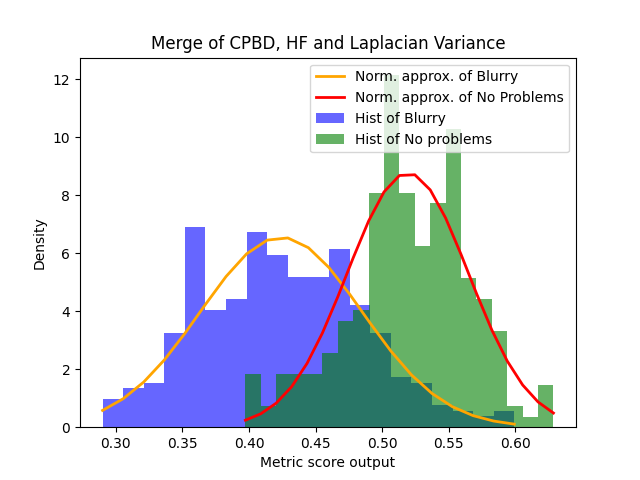 Merge of CPBD, HF and Laplacian Variance
Norm. approx. of Blurry
Norm. approx. of No Problems
Hist of Blurry
Hist of No problems
Density
12
10
8
6
4
2
0
0.30 0.35 0.40 0.45 0.50 0.55 0.60
Metric score output